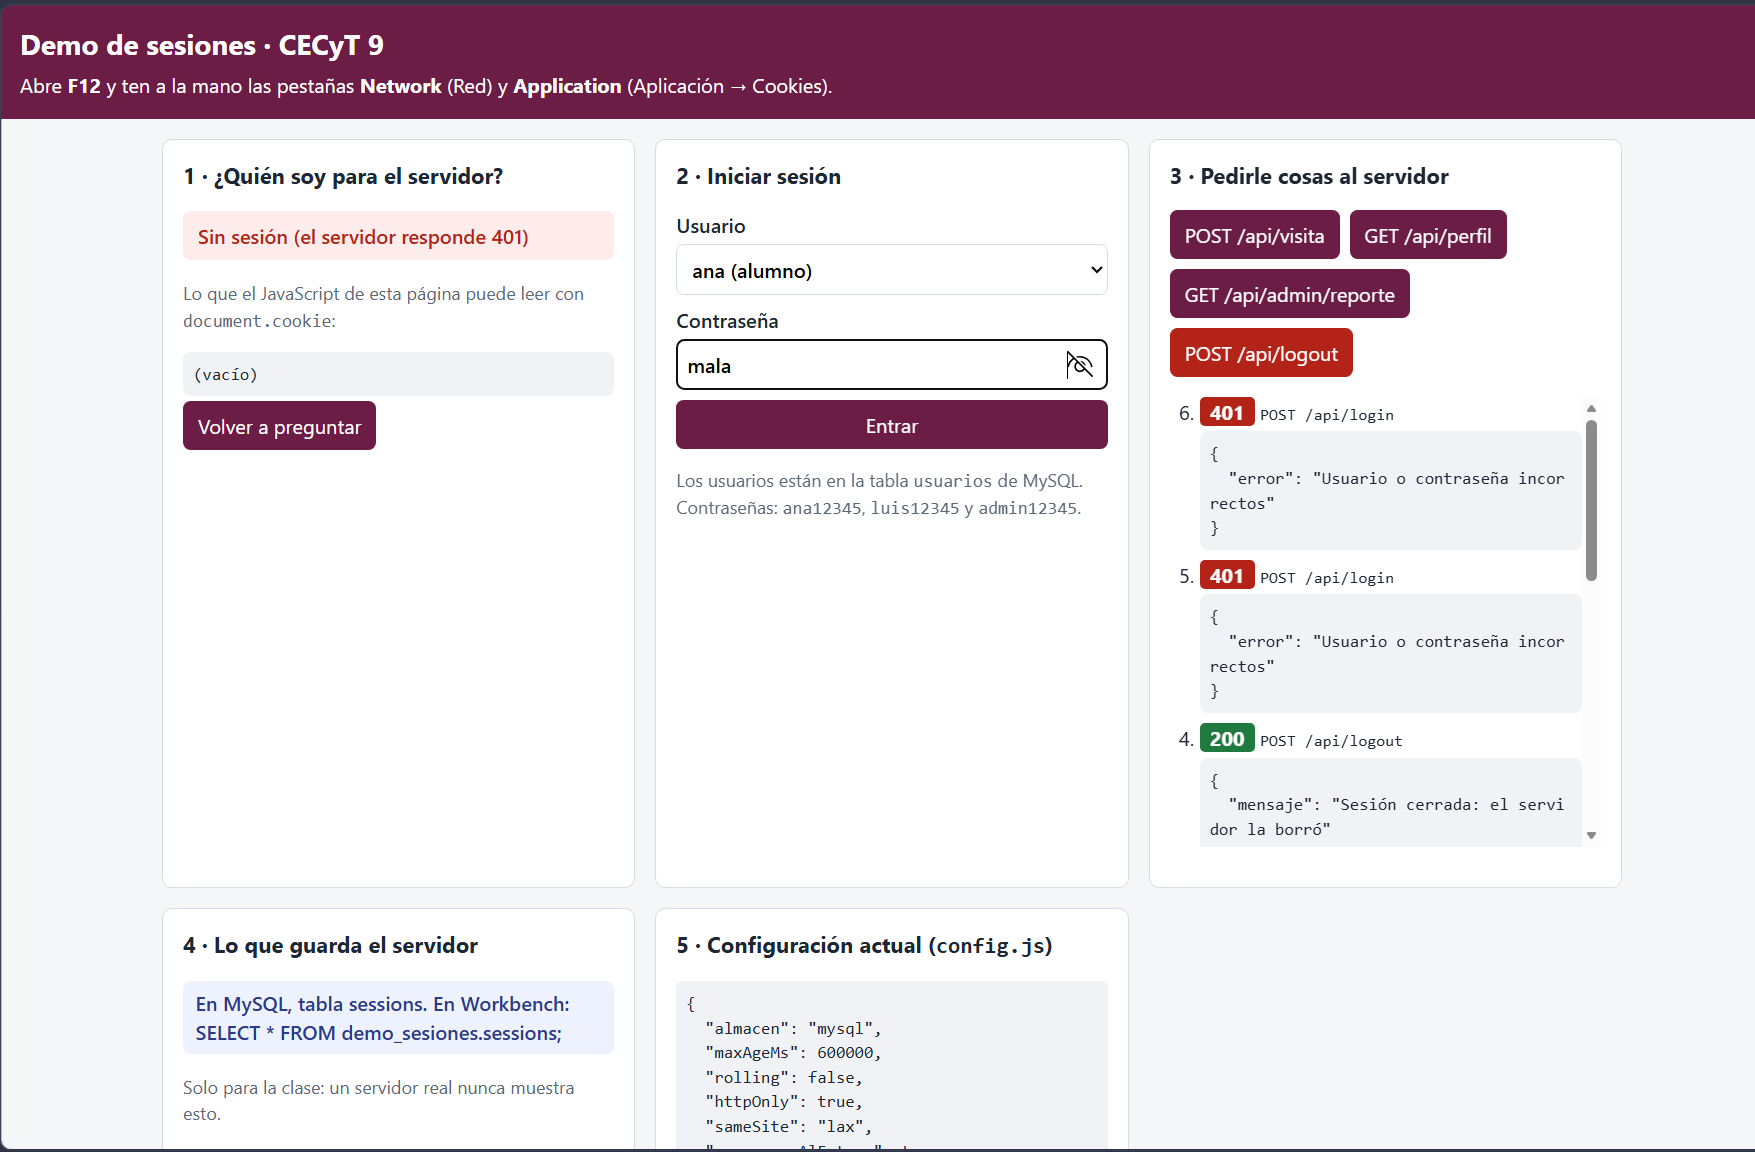 Demo de sesiones · CECyT 9
Abre F12 y ten a la mano las pestañas Network (Red) y Application (Aplicación → Cookies).
1 · ¿Quién soy para el servidor?
Sin sesión (el servidor responde 401)
Lo que el JavaScript de esta página puede leer con
document.cookie:
(vacío)
Volver a preguntar
2 · Iniciar sesión
Usuario
ana (alumno)
Contraseña
mala
Entrar
Los usuarios están en la tabla usuarios de MySQL.
Contraseñas: ana12345, luis12345 y admin12345.
3 · Pedirle cosas al servidor
POST /api/visita
GET /api/perfil
GET /api/admin/reporte
POST /api/logout
6. 401 POST /api/login
{
"error": "Usuario o contraseña incor
rectos"
}
5. 401 POST /api/login
{
"error": "Usuario o contraseña incor
rectos"
}
4. 200 POST /api/logout
{
"mensaje": "Sesión cerrada: el servi
dor la borró"
4 · Lo que guarda el servidor
En MySQL, tabla sessions. En Workbench:
SELECT * FROM demo_sesiones.sessions;
Solo para la clase: un servidor real nunca muestra
esto.
5 · Configuración actual (config.js)
{
"almacen": "mysql",
"maxAgeMs": 600000,
"rolling": false,
"httpOnly": true,
"sameSite": "lax",